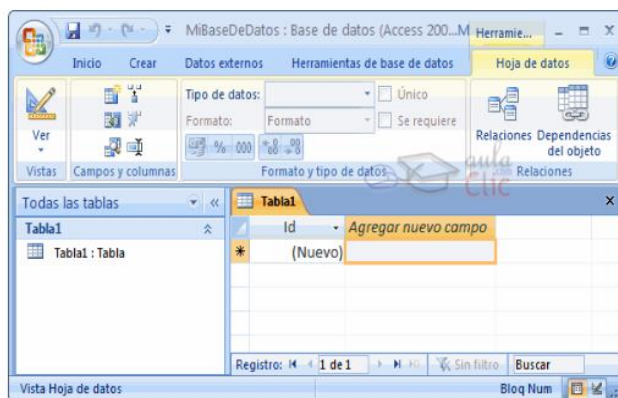 MiBaseDeDatos : Base de datos (Access 200...M
Herramie...
Inicio Crear Datos externos Herramientas de base de datos Hoja de datos
Ver
Tipo de datos: Único
Formato: Formato Se requiere
% 000
Relaciones Dependencias del objeto
Vistas Campos y columnas Formato y tipo de datos Relaciones
aulaClic.com
Todas las tablas
Tabla1
Tabla1 : Tabla
Tabla1
Id Agregar nuevo campo
(Nuevo)
Registro: 1 de 1 Sin filtro Buscar
Vista Hoja de datos Bloq Num